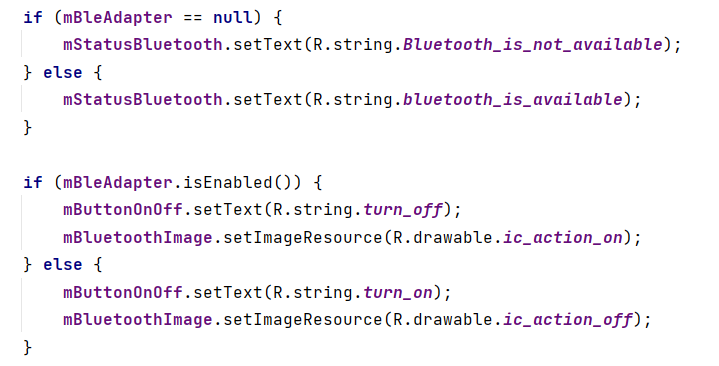 if (mBleAdapter == null) {
    mStatusBluetooth.setText(R.string.Bluetooth_is_not_available);
} else {
    mStatusBluetooth.setText(R.string.bluetooth_is_available);
}

if (mBleAdapter.isEnabled()) {
    mButtonOnOff.setText(R.string.turn_off);
    mBluetoothImage.setImageResource(R.drawable.ic_action_on);
} else {
    mButtonOnOff.setText(R.string.turn_on);
    mBluetoothImage.setImageResource(R.drawable.ic_action_off);
}